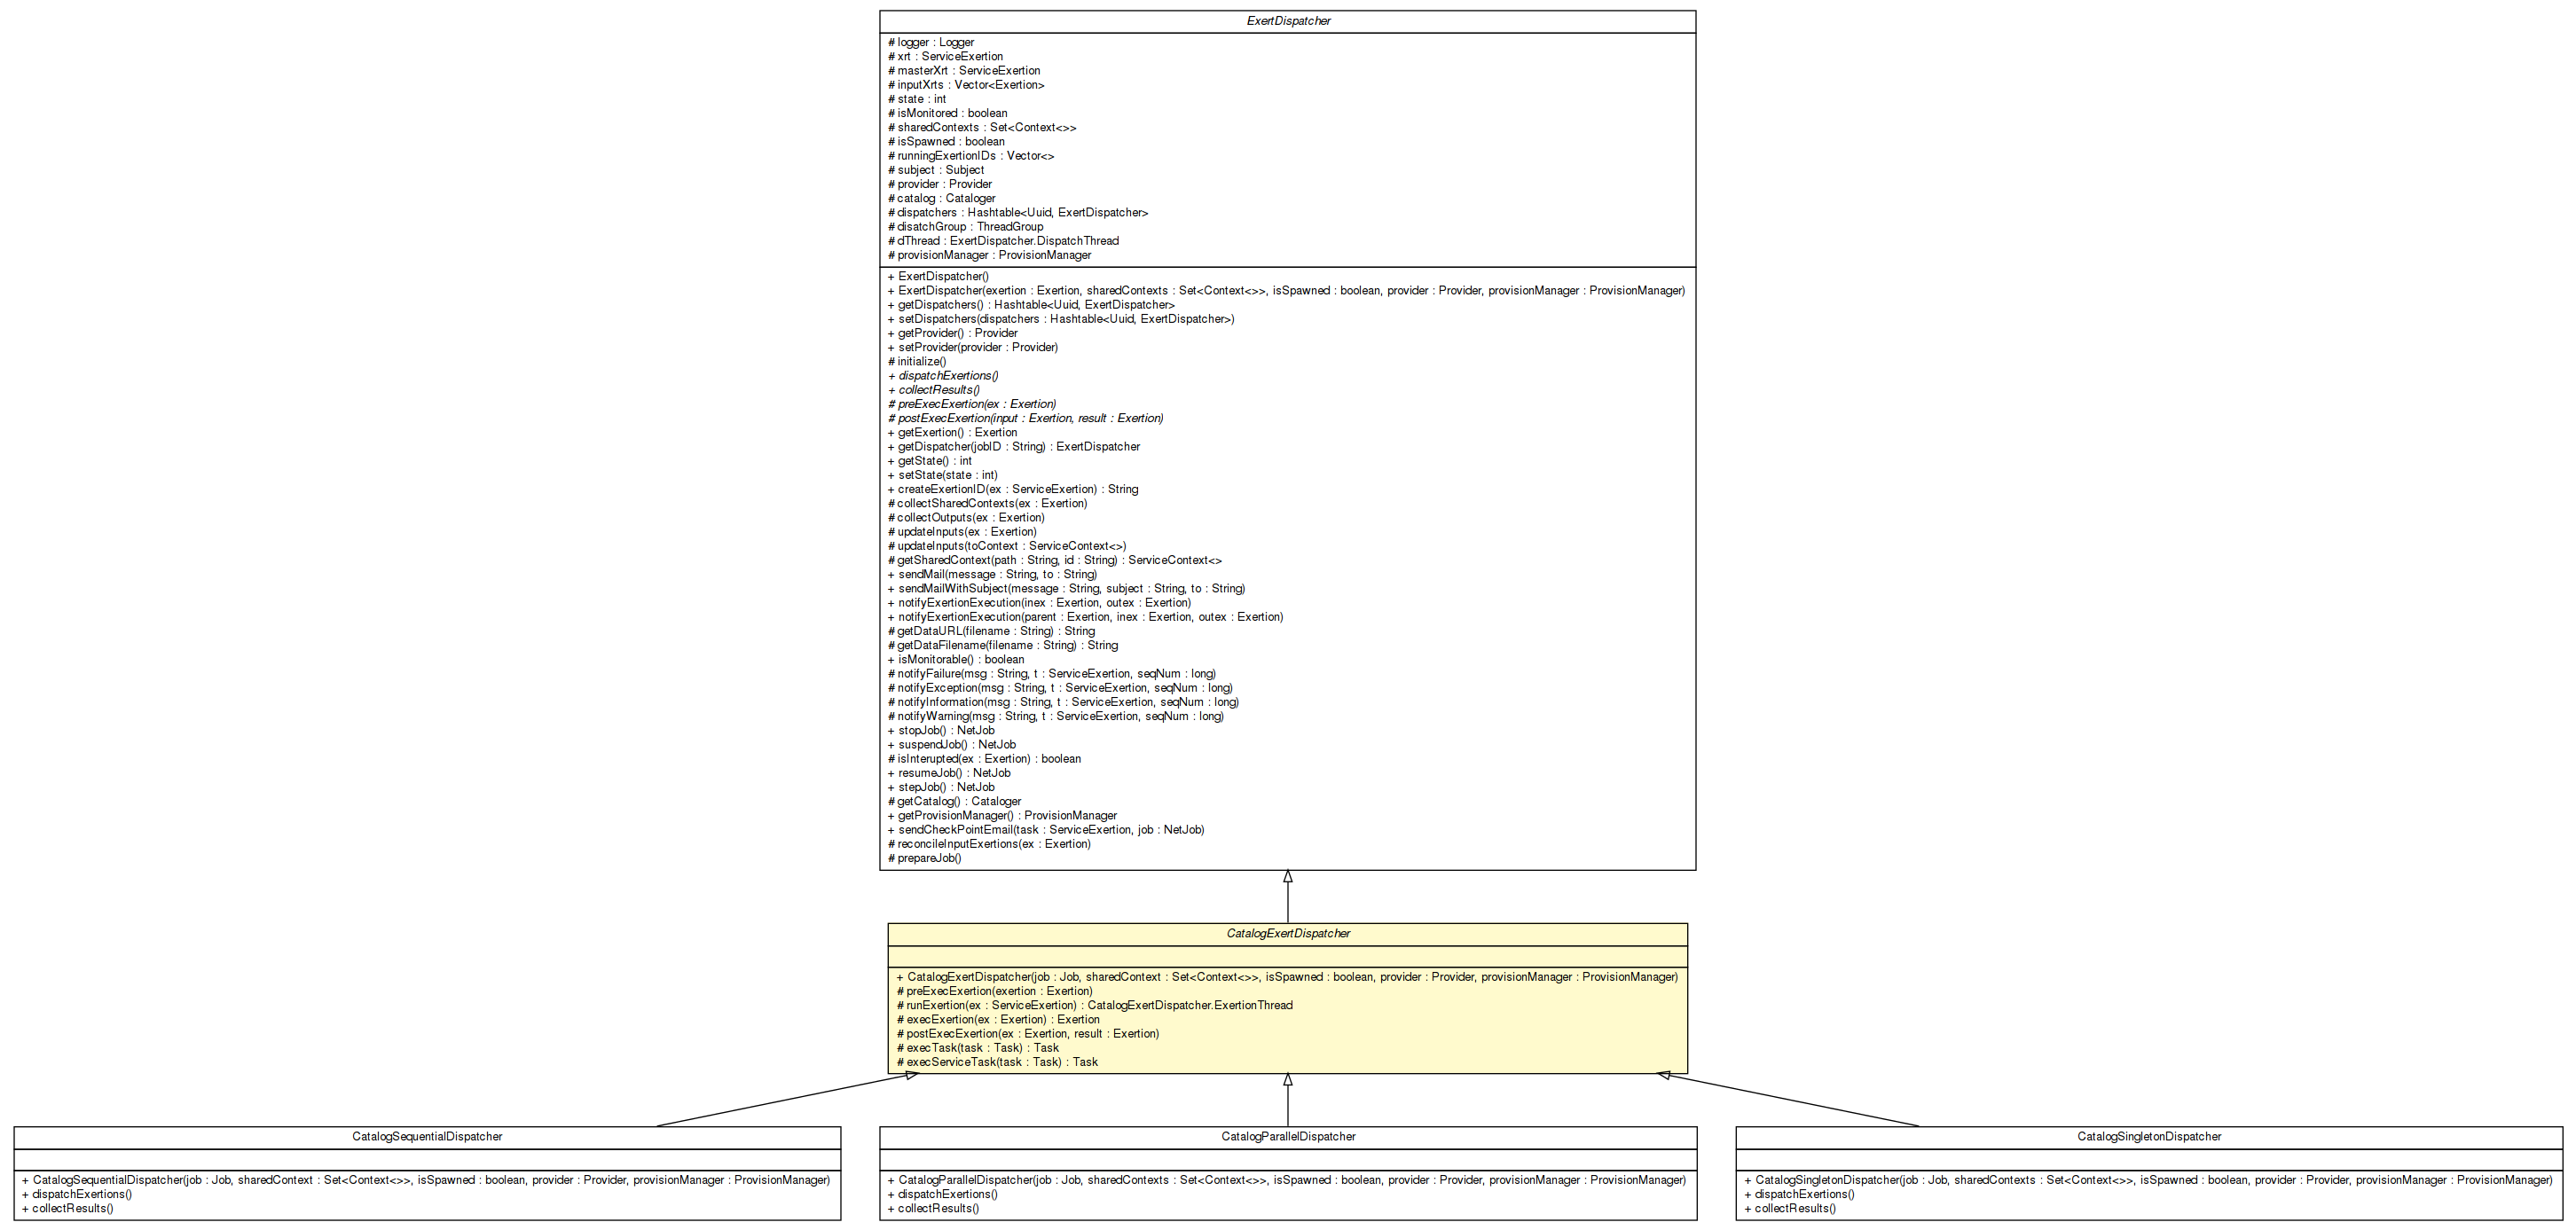 ExertDispatcher
# logger : Logger
# xrt : ServiceExertion
# masterXrt : ServiceExertion
# inputXrts : Vector<Exertion>
# state : int
# isMonitored : boolean
# sharedContexts : Set<Context<>>
# isSpawned : boolean
# runningExertionIDs : Vector<>
# subject : Subject
# provider : Provider
# catalog : Cataloger
# dispatchers : Hashtable<Uuid, ExertDispatcher>
# disatchGroup : ThreadGroup
# dThread : ExertDispatcher.DispatchThread
# provisionManager : ProvisionManager
+ ExertDispatcher()
+ ExertDispatcher(exertion : Exertion, sharedContexts : Set<Context<>>, isSpawned : boolean, provider : Provider, provisionManager : ProvisionManager)
+ getDispatchers() : Hashtable<Uuid, ExertDispatcher>
+ setDispatchers(dispatchers : Hashtable<Uuid, ExertDispatcher>)
+ getProvider() : Provider
+ setProvider(provider : Provider)
# initialize()
+ dispatchExertions()
+ collectResults()
# preExecExertion(ex : Exertion)
# postExecExertion(input : Exertion, result : Exertion)
+ getExertion() : Exertion
+ getDispatcher(jobID : String) : ExertDispatcher
+ getState() : int
+ setState(state : int)
+ createExertionID(ex : ServiceExertion) : String
# collectSharedContexts(ex : Exertion)
# collectOutputs(ex : Exertion)
# updateInputs(ex : Exertion)
# updateInputs(toContext : ServiceContext<>)
# getSharedContext(path : String, id : String) : ServiceContext<>
+ sendMail(message : String, to : String)
+ sendMailWithSubject(message : String, subject : String, to : String)
+ notifyExertionExecution(inex : Exertion, outex : Exertion)
+ notifyExertionExecution(parent : Exertion, inex : Exertion, outex : Exertion)
# getDataURL(filename : String) : String
# getDataFilename(filename : String) : String
+ isMonitorable() : boolean
# notifyFailure(msg : String, t : ServiceExertion, seqNum : long)
# notifyException(msg : String, t : ServiceExertion, seqNum : long)
# notifyInformation(msg : String, t : ServiceExertion, seqNum : long)
# notifyWarning(msg : String, t : ServiceExertion, seqNum : long)
+ stopJob() : NetJob
+ suspendJob() : NetJob
# isInterupted(ex : Exertion) : boolean
+ resumeJob() : NetJob
+ stepJob() : NetJob
# getCatalog() : Cataloger
+ getProvisionManager() : ProvisionManager
+ sendCheckPointEmail(task : ServiceExertion, job : NetJob)
# reconcileInputExertions(ex : Exertion)
# prepareJob()
CatalogExertDispatcher
+ CatalogExertDispatcher(job : Job, sharedContext : Set<Context<>>, isSpawned : boolean, provider : Provider, provisionManager : ProvisionManager)
# preExecExertion(exertion : Exertion)
# runExertion(ex : ServiceExertion) : CatalogExertDispatcher.ExertionThread
# execExertion(ex : Exertion) : Exertion
# postExecExertion(ex : Exertion, result : Exertion)
# execTask(task : Task) : Task
# execServiceTask(task : Task) : Task
CatalogSequentialDispatcher
+ CatalogSequentialDispatcher(job : Job, sharedContext : Set<Context<>>, isSpawned : boolean, provider : Provider, provisionManager : ProvisionManager)
+ dispatchExertions()
+ collectResults()
CatalogParallelDispatcher
+ CatalogParallelDispatcher(job : Job, sharedContexts : Set<Context<>>, isSpawned : boolean, provider : Provider, provisionManager : ProvisionManager)
+ dispatchExertions()
+ collectResults()
CatalogSingletonDispatcher
+ CatalogSingletonDispatcher(job : Job, sharedContexts : Set<Context<>>, isSpawned : boolean, provider : Provider, provisionManager : ProvisionManager)
+ dispatchExertions()
+ collectResults()